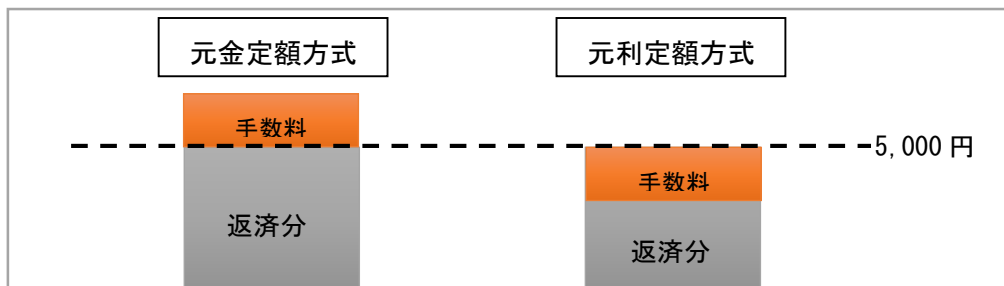 元金定額方式
元利定額方式
手数料
5,000 円
手数料
返済分
返済分